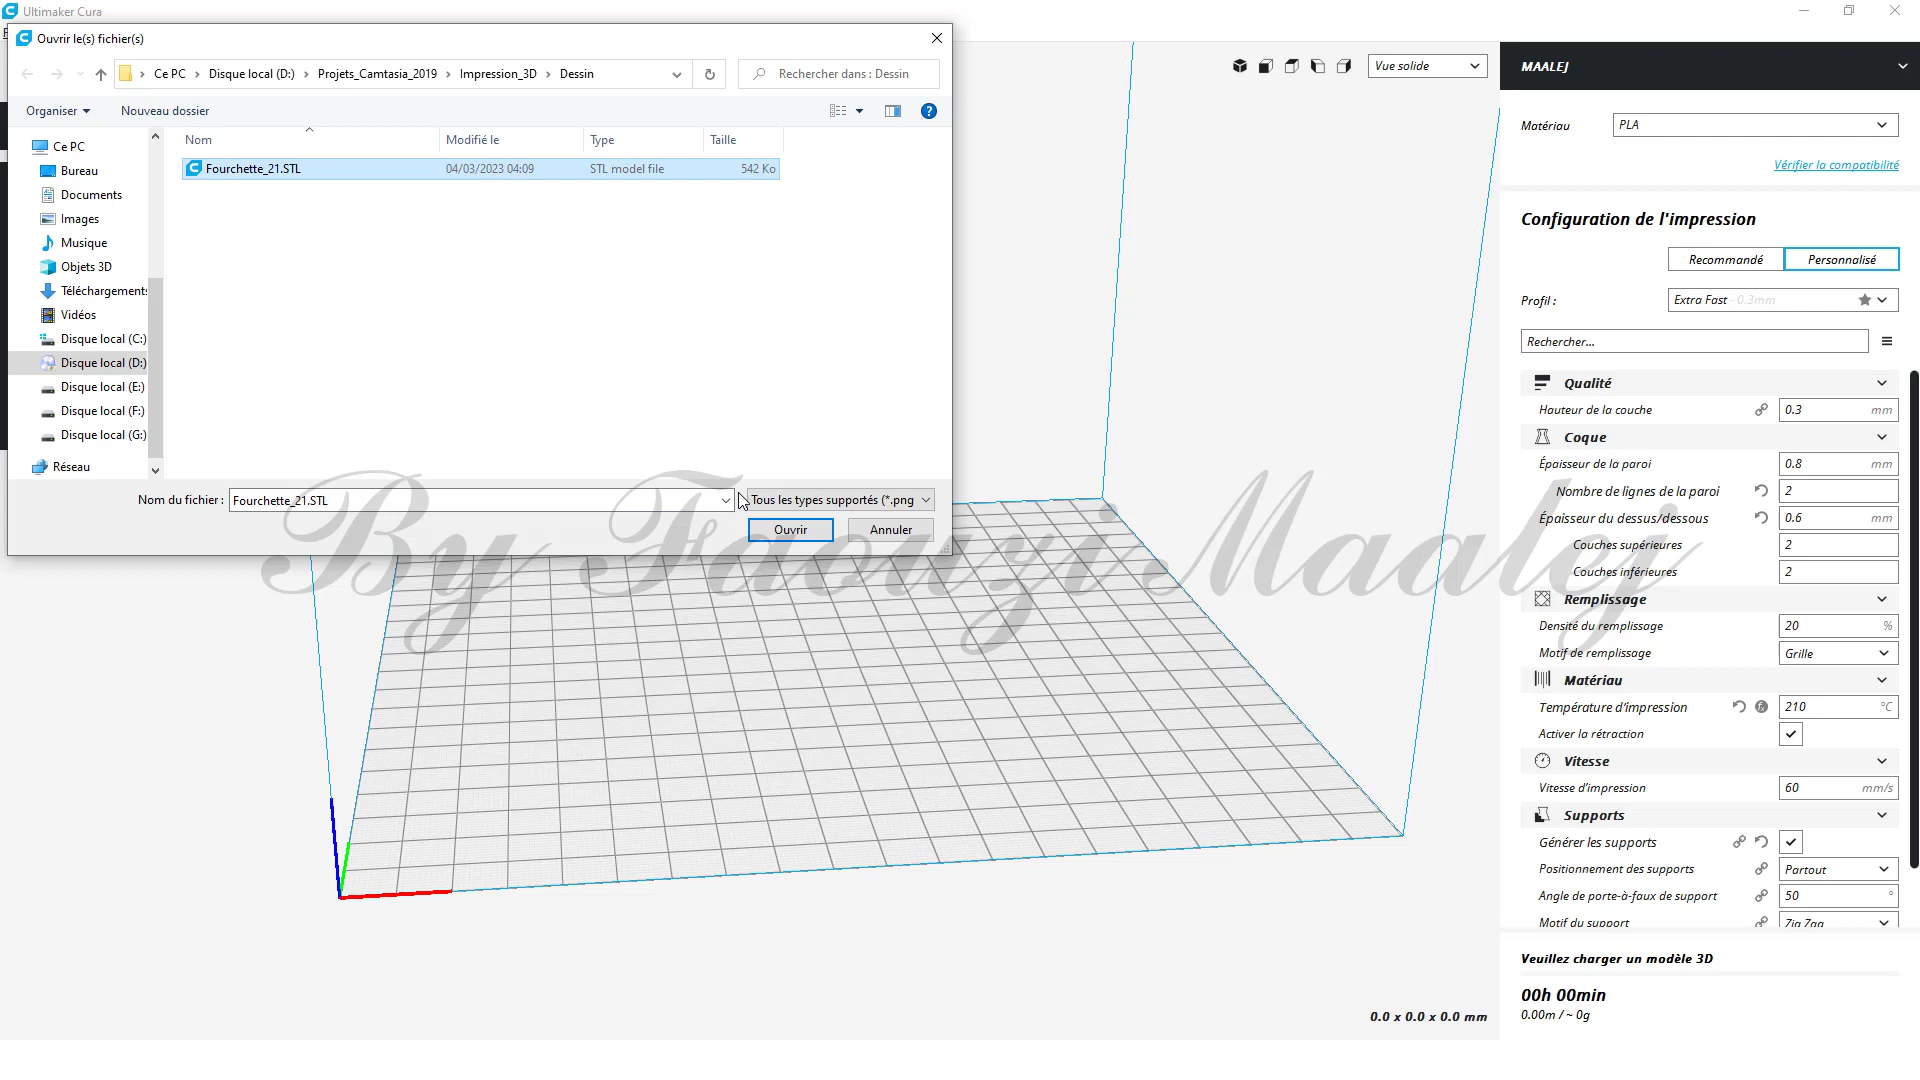 Ultimaker Cura
Ouvrir le(s) fichier(s)
Ce PC
Disque local (D:)
Projets_Camtasia_2019
Impression_3D
Dessin
Rechercher dans : Dessin
Organiser
Nouveau dossier
Nom
Modifié le
Type
Taille
Fourchette_21.STL
04/03/2023 04:09
STL model file
542 Ko
Ce PC
Bureau
Documents
Images
Musique
Objets 3D
Téléchargements
Vidéos
Disque local (C:)
Disque local (D:)
Disque local (E:)
Disque local (F:)
Disque local (G:)
Réseau
Nom du fichier :
Fourchette_21.STL
Tous les types supportés (*.png
Ouvrir
Annuler
By Faouzi Maalej
Vue solide
0.0 x 0.0 x 0.0 mm
MAALEJ
Matériau
PLA
Vérifier la compatibilité
Configuration de l'impression
Recommandé
Personnalisé
Profil :
Extra Fast - 0.3mm
Rechercher...
Qualité
Hauteur de la couche
0.3 mm
Coque
Épaisseur de la paroi
0.8 mm
Nombre de lignes de la paroi
2
Épaisseur du dessus/dessous
0.6 mm
Couches supérieures
2
Couches inférieures
2
Remplissage
Densité du remplissage
20 %
Motif de remplissage
Grille
Matériau
Température d'impression
210 °C
Activer la rétraction
Vitesse
Vitesse d'impression
60 mm/s
Supports
Générer les supports
Positionnement des supports
Partout
Angle de porte-à-faux de support
50 °
Motif du support
Zig Zag
Veuillez charger un modèle 3D
00h 00min
0.00m / ~ 0g